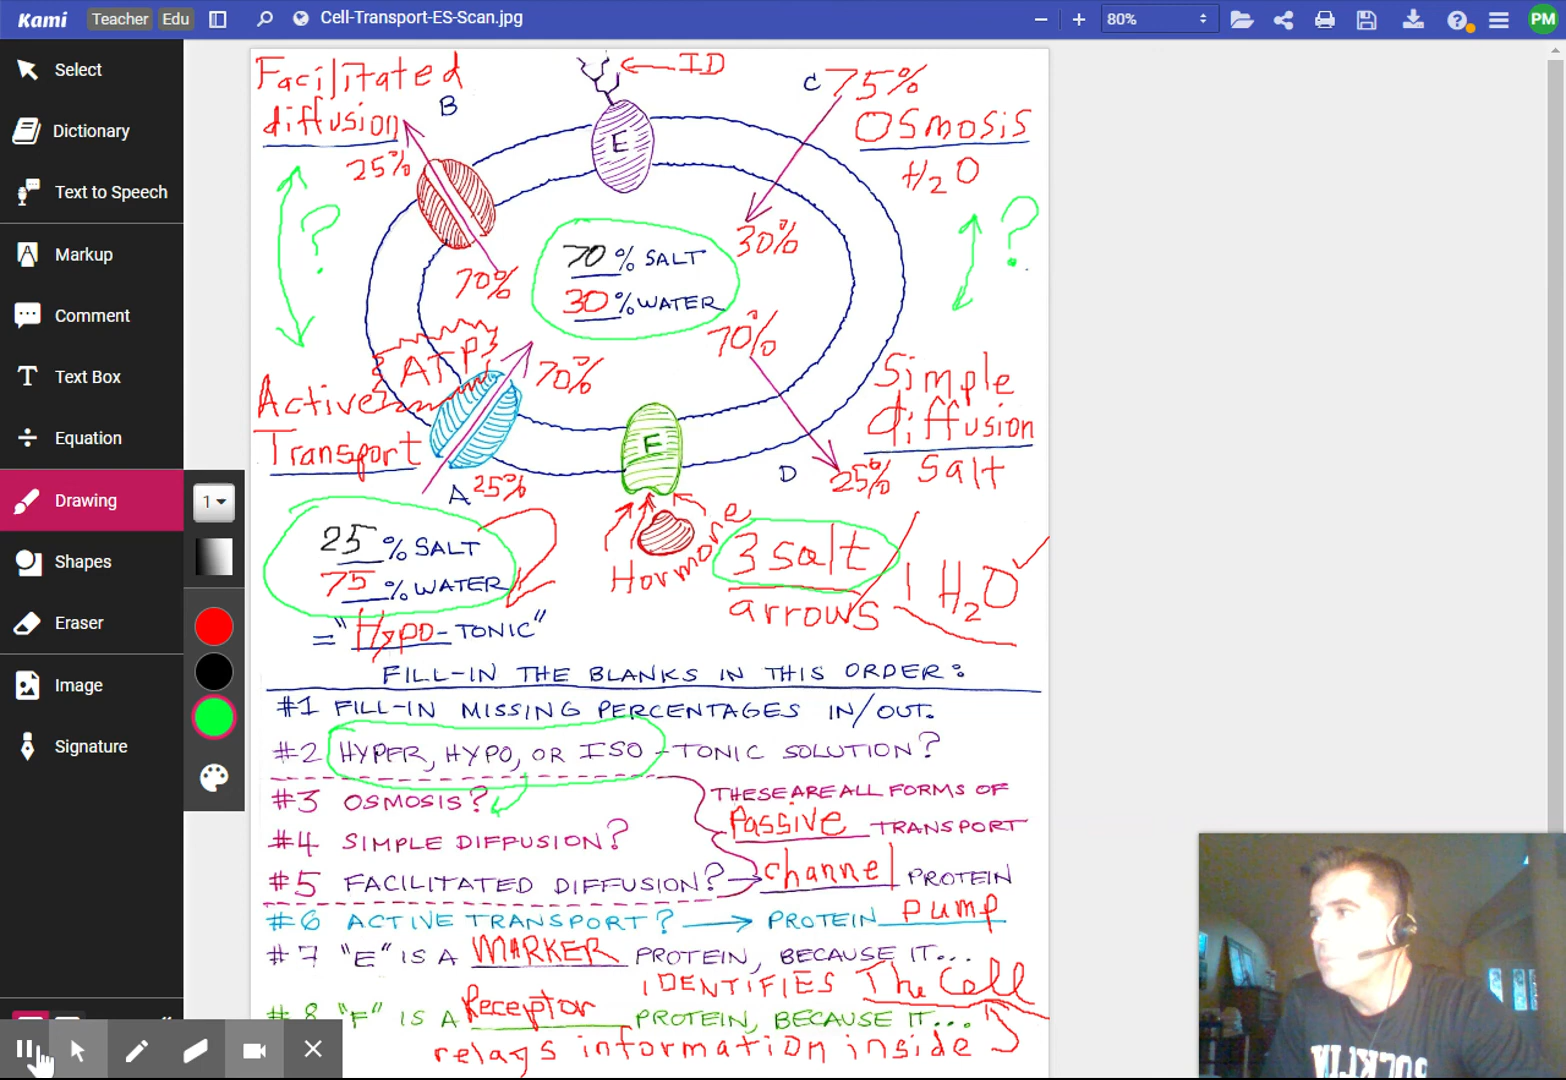 Kami
Teacher
Edu
Cell-Transport-ES-Scan.jpg
80%
PM
Select
Dictionary
Text to Speech
Markup
Comment
Text Box
Equation
Drawing
Shapes
Eraser
Image
Signature
1
Facilitated
diffusion
B
25%
?
70%
ID
E
C 75%
Osmosis
H2O
30%
?
70 % SALT
30 % WATER
70%
ATP
70%
Active
Transport
A 25%
Simple
diffusion
Salt
D 25%
F
Hormone
25 % SALT
75 % WATER
= "Hypo-TONIC"
3 salt
arrows
1 H2O
FILL-IN THE BLANKS IN THIS ORDER:
#1 FILL-IN MISSING PERCENTAGES IN/OUT.
#2 HYPER, HYPO, OR ISO-TONIC SOLUTION?
#3 OSMOSIS?
#4 SIMPLE DIFFUSION?
#5 FACILITATED DIFFUSION?
THESE ARE ALL FORMS OF
Passive TRANSPORT
channel PROTEIN
#6 ACTIVE TRANSPORT? → PROTEIN Pump
#7 "E" IS A MARKER PROTEIN, BECAUSE IT...
IDENTIFIES The Cell
#8 "F" IS A Receptor PROTEIN, BECAUSE IT...
relays information inside